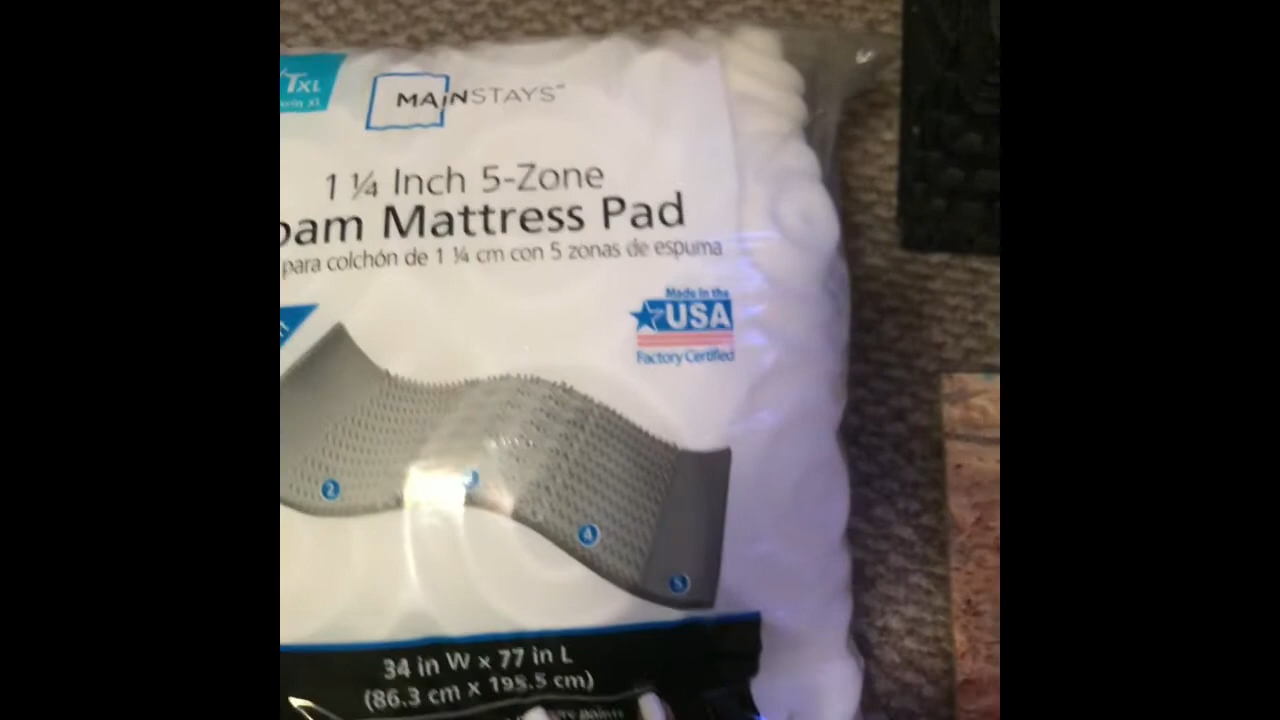 TXL
MAINSTAYS
1 ¼ Inch 5-Zone
oam Mattress Pad
para colchón de 1 ¼ cm con 5 zonas de espuma
Made in the
USA
Factory Certified
2
4
5
34 in W x 77 in L
(86.3 cm x 195.5 cm)